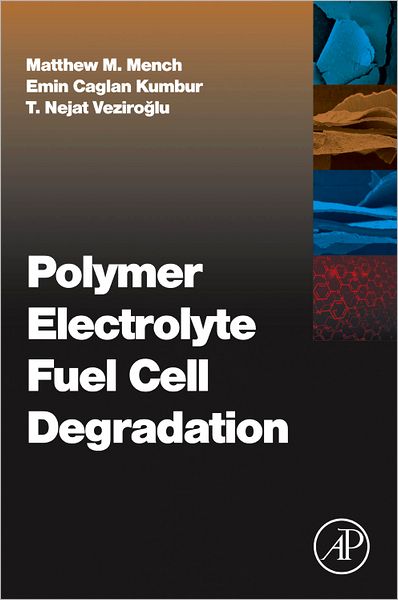 Matthew M. Mench
Emin Caglan Kumbur
T. Nejat Veziroğlu
Polymer
Electrolyte
Fuel Cell
Degradation
AP